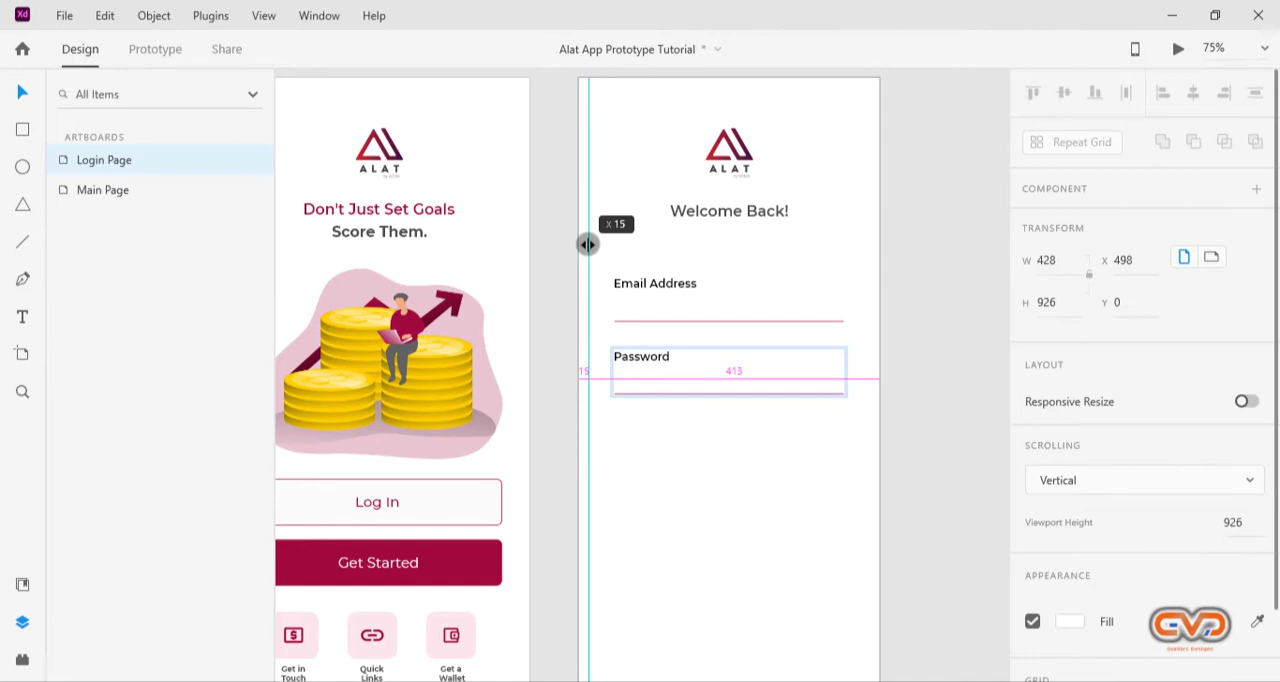 Xd File Edit Object Plugins View Window Help
Design Prototype Share
Alat App Prototype Tutorial *
75%
All Items
ARTBOARDS
Login Page
Main Page
ALAT
Don't Just Set Goals
Score Them.
Log In
Get Started
Get in
Touch
Quick
Links
Get a
Wallet
ALAT
Welcome Back!
X 15
Email Address
Password
15
413
Repeat Grid
COMPONENT
TRANSFORM
W 428 X 498
H 926 Y 0
LAYOUT
Responsive Resize
SCROLLING
Vertical
Viewport Height 926
APPEARANCE
Fill
GRID